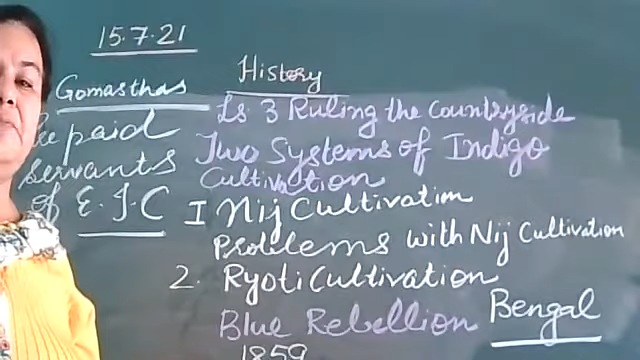 15.7.21
Gomasthas
paid
servants
of E.I.C
History
Ls. 3 Ruling the Countryside
Two Systems of Indigo
Cultivation
I Nij Cultivation
Problems with Nij Cultivation
2. Ryoti Cultivation
Blue Rebellion Bengal
1859